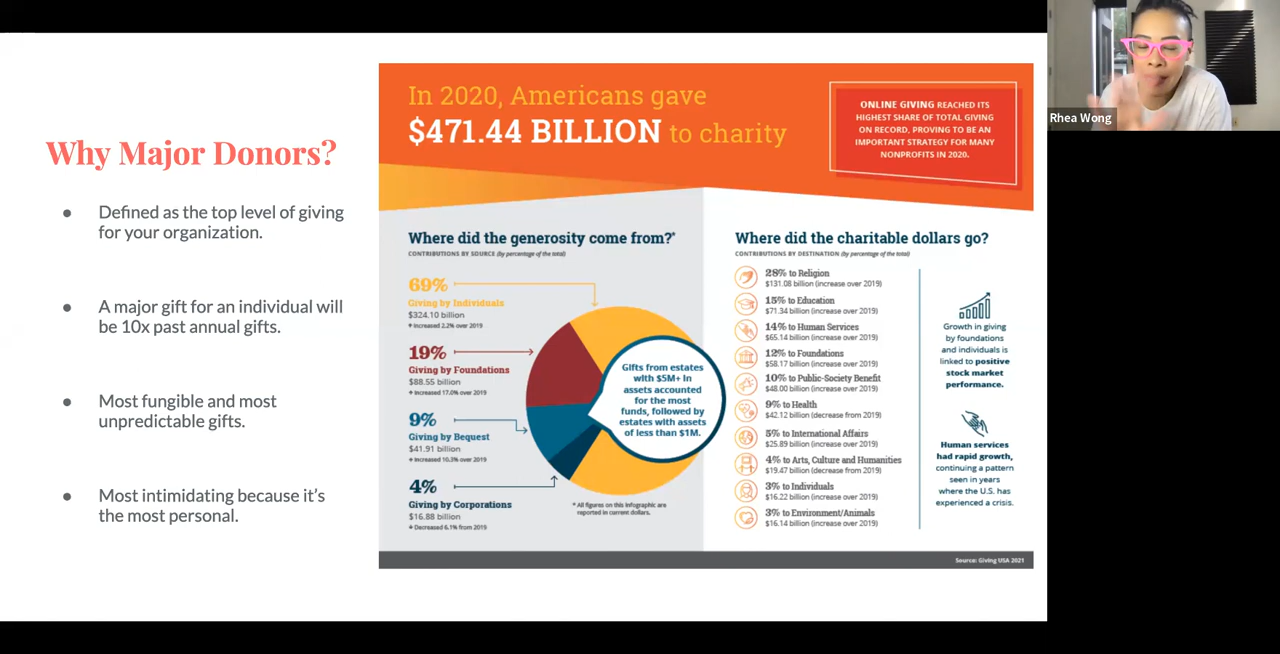 Why Major Donors?
● Defined as the top level of giving
for your organization.
● A major gift for an individual will
be 10x past annual gifts.
● Most fungible and most
unpredictable gifts.
● Most intimidating because it's
the most personal.
In 2020, Americans gave
$471.44 BILLION to charity
ONLINE GIVING REACHED ITS
HIGHEST SHARE OF TOTAL GIVING
ON RECORD, PROVING TO BE AN
IMPORTANT STRATEGY FOR MANY
NONPROFITS IN 2020.
Where did the generosity come from?*
CONTRIBUTIONS BY SOURCE (by percentage of the total)
69%
Giving by Individuals
$324.10 billion
Increased 2.2% over 2019
19%
Giving by Foundations
$88.55 billion
Increased 17.0% over 2019
9%
Giving by Bequest
$41.91 billion
Increased 10.3% over 2019
4%
Giving by Corporations
$16.88 billion
Decreased 6.1% from 2019
Gifts from estates
with $5M+ in
assets accounted
for the most
funds, followed by
estates with assets
of less than $1M.
* All figures on this infographic are
reported in current dollars.
Where did the charitable dollars go?
CONTRIBUTIONS BY DESTINATION (by percentage of the total)
28% to Religion
$131.08 billion (increase over 2019)
15% to Education
$71.34 billion (increase over 2019)
14% to Human Services
$65.14 billion (increase over 2019)
12% to Foundations
$58.17 billion (increase over 2019)
10% to Public-Society Benefit
$48.00 billion (increase over 2019)
9% to Health
$42.12 billion (decrease from 2019)
5% to International Affairs
$25.89 billion (increase over 2019)
4% to Arts, Culture and Humanities
$19.47 billion (decrease from 2019)
3% to Individuals
$16.22 billion (increase over 2019)
3% to Environment/Animals
$16.14 billion (increase over 2019)
Growth in giving
by foundations
and individuals is
linked to positive
stock market
performance.
Human services
had rapid growth,
continuing a pattern
seen in years
where the U.S. has
experienced a crisis.
Source: Giving USA 2021
Rhea Wong